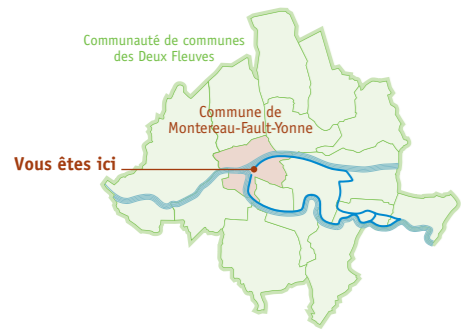 Communauté de communes
des Deux Fleuves
Commune de
Montereau-Fault-Yonne
Vous êtes ici